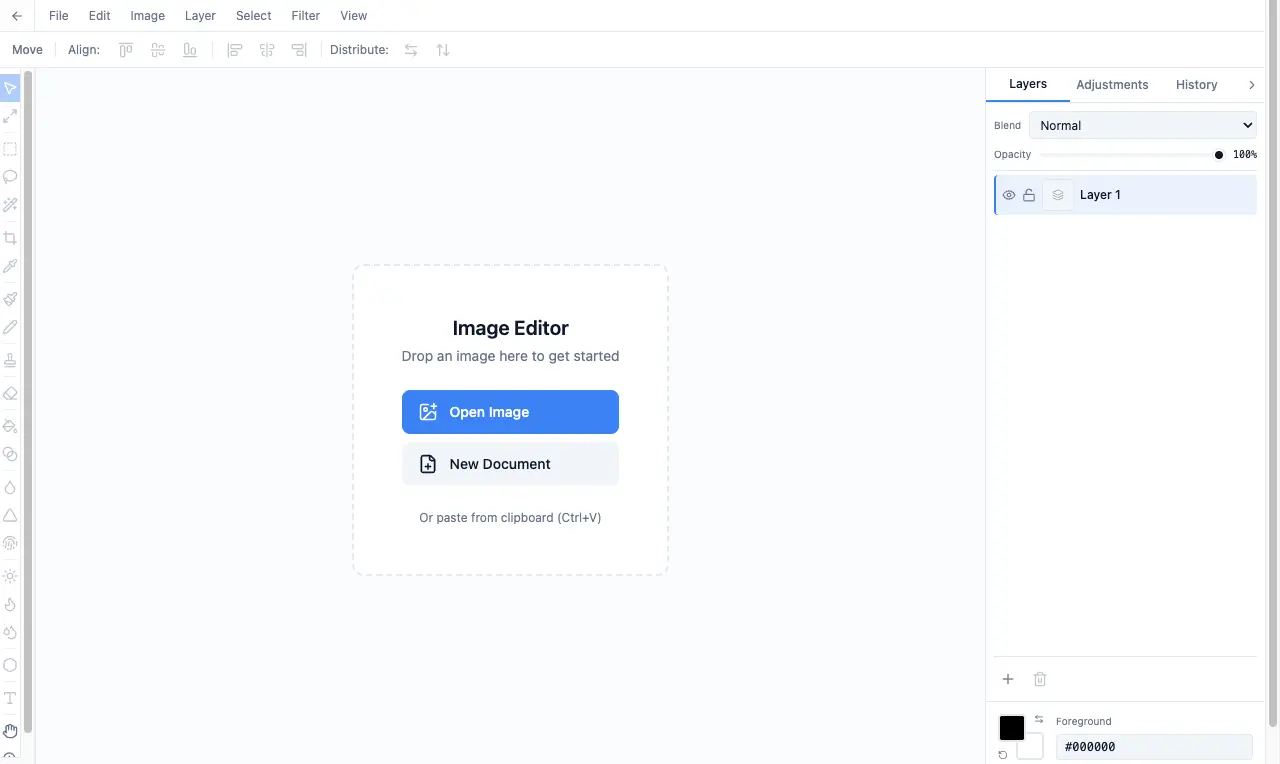 File Edit Image Layer Select Filter View
Move Align: Distribute:
Layers Adjustments History
Blend Normal
Opacity 100%
Layer 1
Image Editor
Drop an image here to get started
Open Image
New Document
Or paste from clipboard (Ctrl+V)
Foreground
#000000